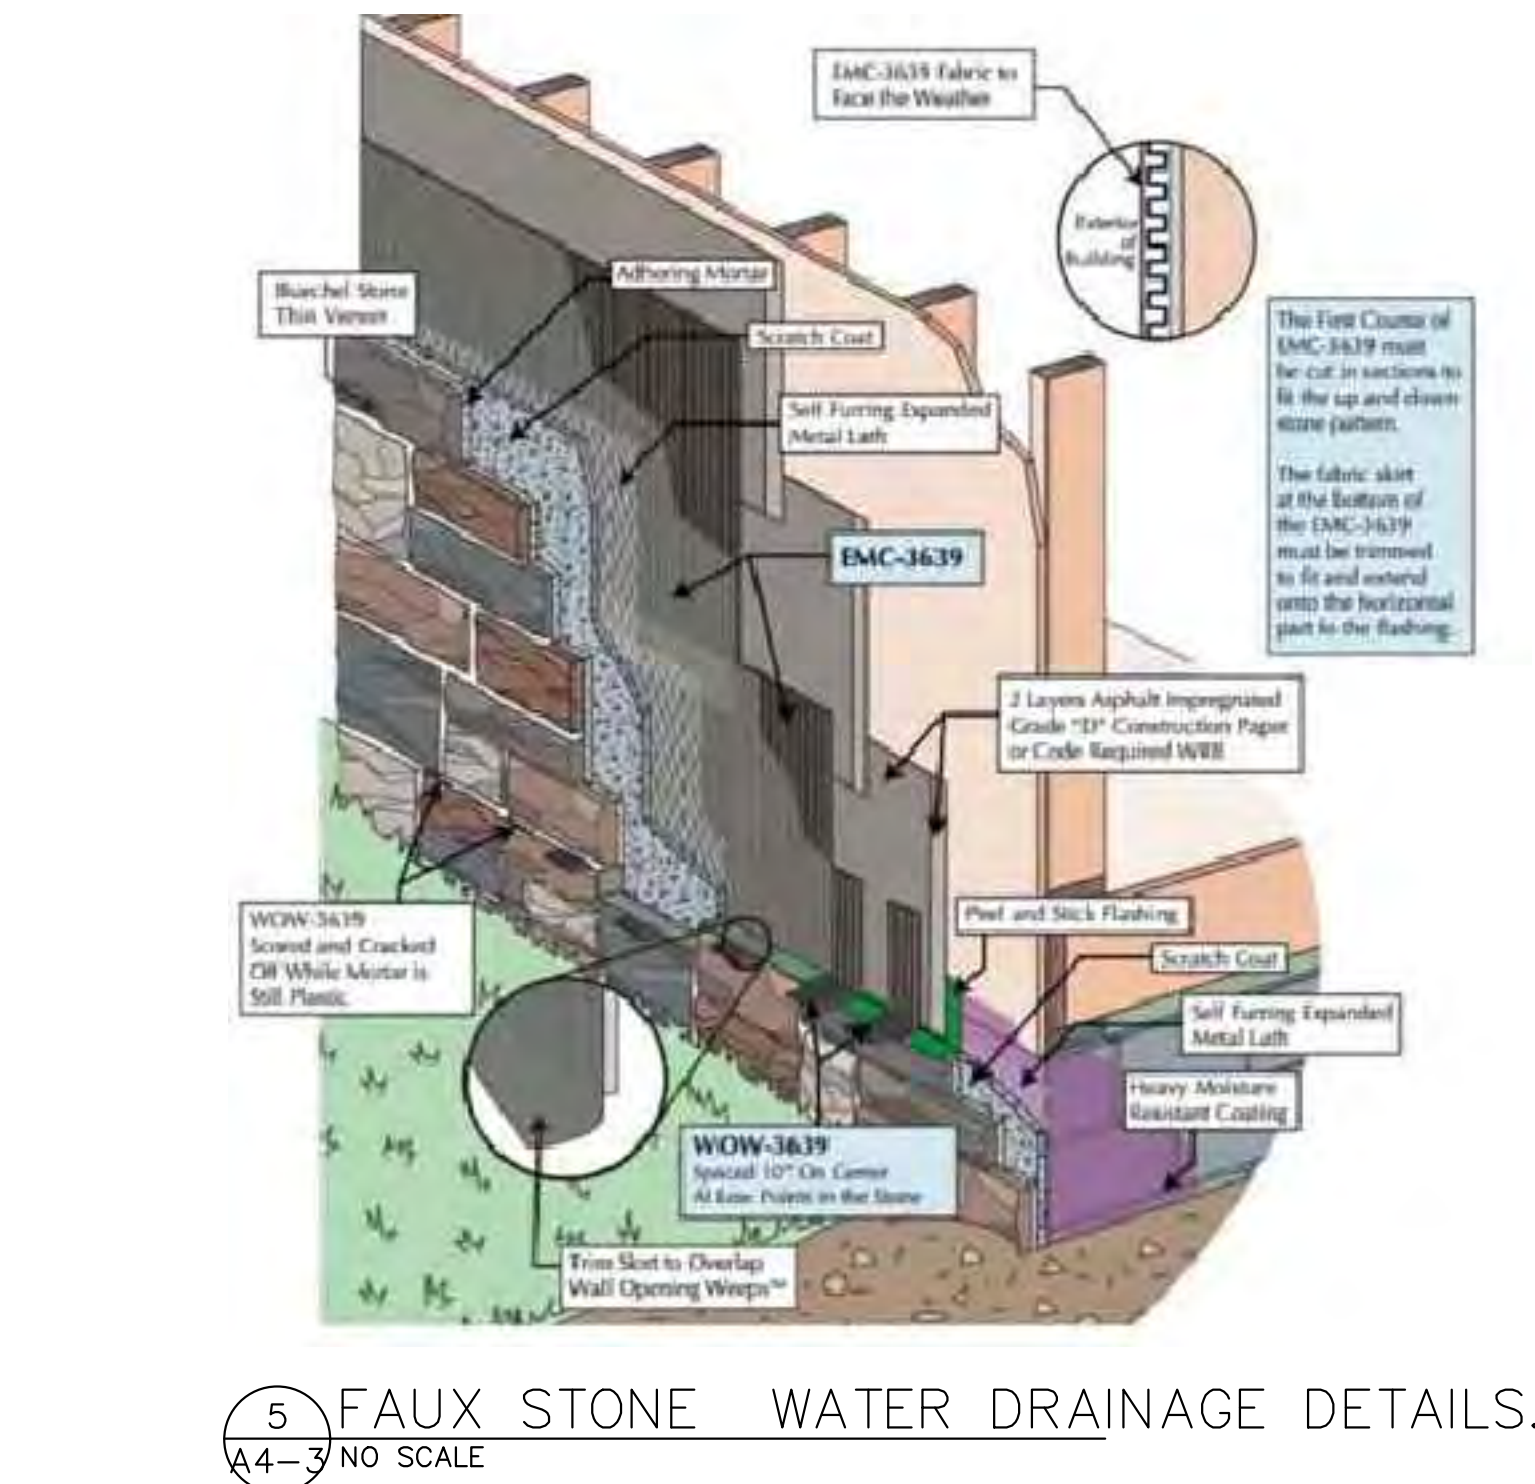 EMC-3639 Fabric to
Face the Weather
Exterior
of
Building
Buechel Stone
Thin Veneer
Adhering Mortar
Scratch Coat
Self Furring Expanded
Metal Lath
EMC-3639
The First Course of
EMC-3639 must
be cut in sections to
fit the up and down
stone pattern.
The fabric skirt
at the bottom of
the EMC-3639
must be trimmed
to fit and extend
onto the horizontal
part fo the flashing.
2 Layers Asphalt Impregnated
Grade "D" Construction Paper
or Code Required WRB
WOW-3639
Scored and Cracked
Off While Mortar is
Still Plastic
Peel and Stick Flashing
Scratch Coat
Self Furring Expanded
Metal Lath
Heavy Moisture
Resistant Coating
WOW-3639
Spaced 10" On Center
At Low Points in the Stone
Trim Skirt to Overlap
Wall Opening Weeps™
5
A4-3
FAUX STONE WATER DRAINAGE DETAILS.
NO SCALE